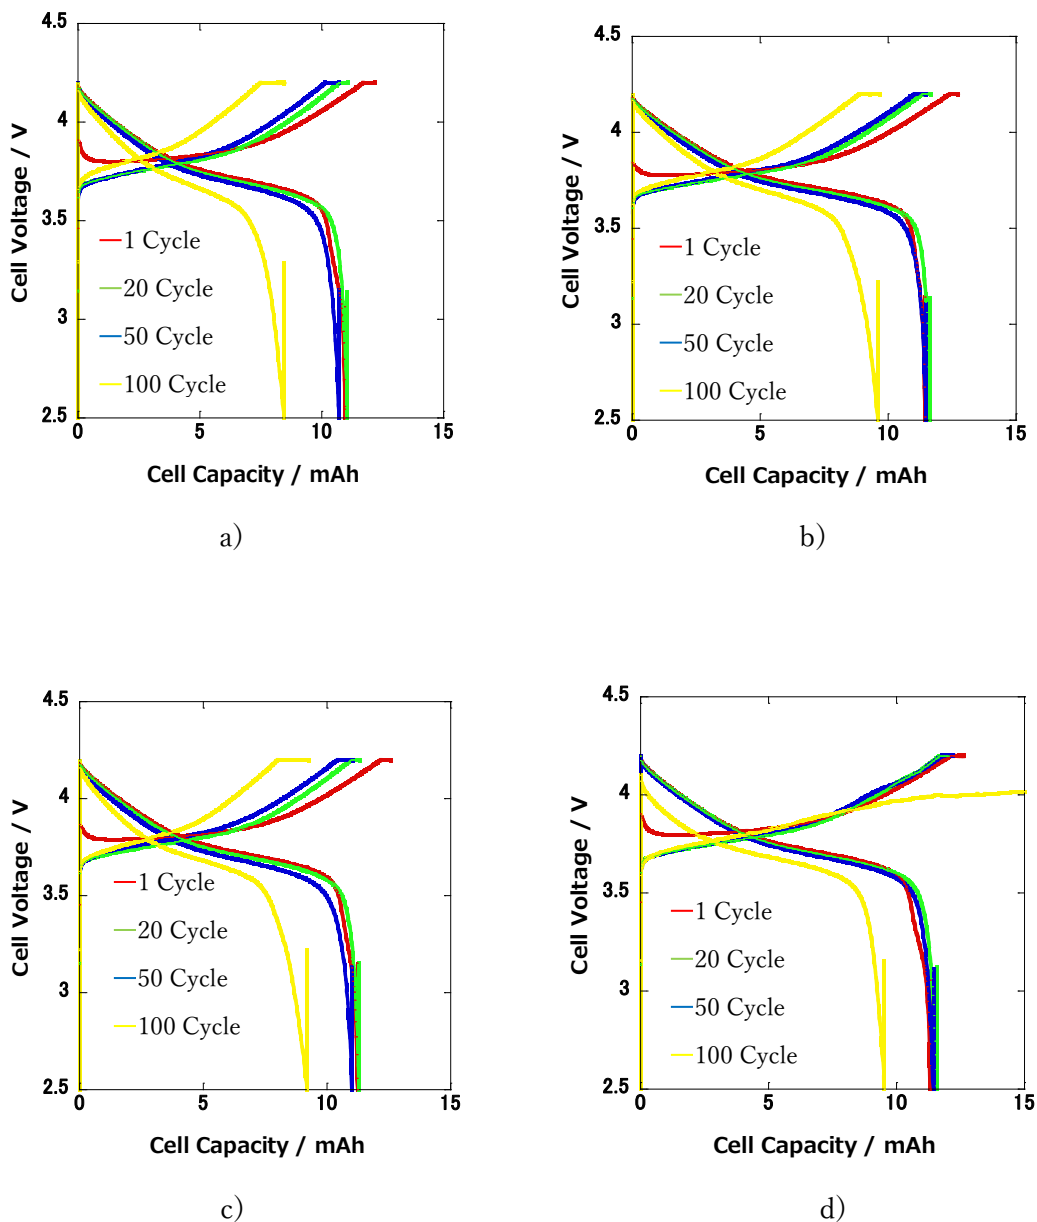 4.5
4
3.5
3
2.5
0
5
10
15
Cell Voltage / V
1 Cycle
20 Cycle
50 Cycle
100 Cycle
Cell Capacity / mAh
a)
4.5
4
3.5
3
2.5
0
5
10
15
Cell Voltage / V
1 Cycle
20 Cycle
50 Cycle
100 Cycle
Cell Capacity / mAh
b)
4.5
4
3.5
3
2.5
0
5
10
15
Cell Voltage / V
1 Cycle
20 Cycle
50 Cycle
100 Cycle
Cell Capacity / mAh
c)
4.5
4
3.5
3
2.5
0
5
10
15
Cell Voltage / V
1 Cycle
20 Cycle
50 Cycle
100 Cycle
Cell Capacity / mAh
d)